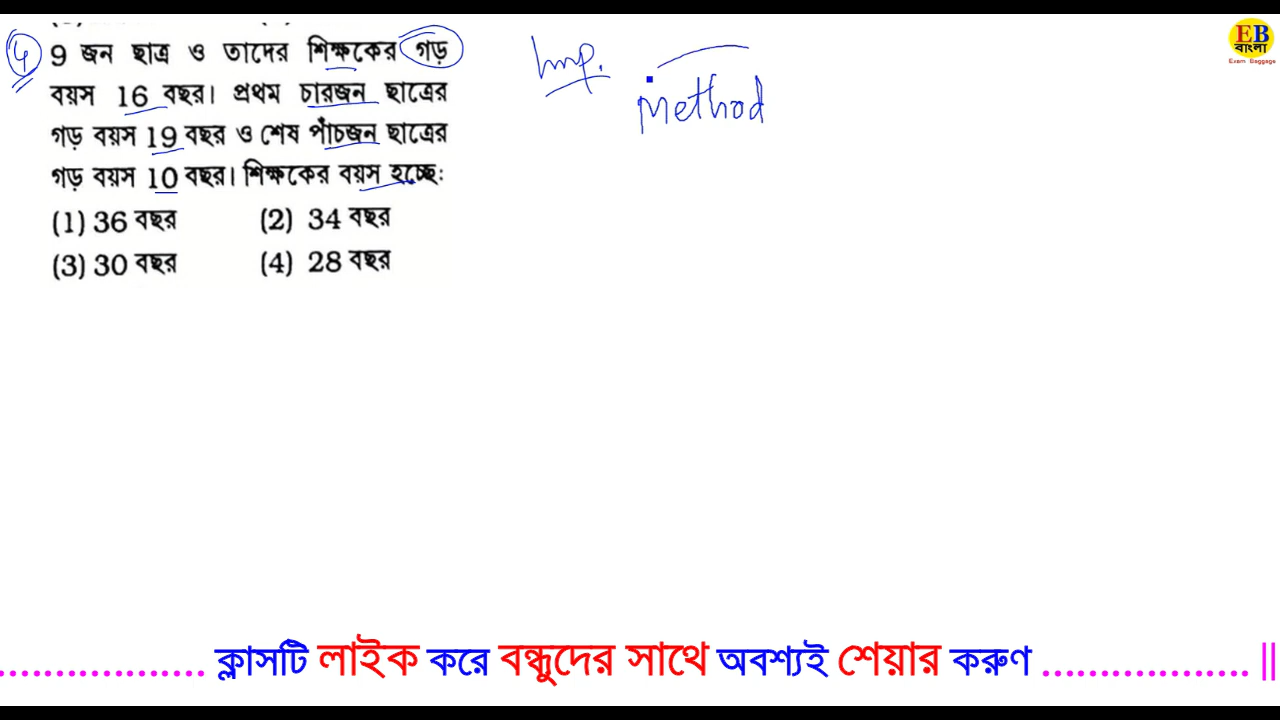 4
9 জন ছাত্র ও তাদের শিক্ষকের গড়
বয়স 16 বছর। প্রথম চারজন ছাত্রের
গড় বয়স 19 বছর ও শেষ পাঁচজন ছাত্রের
গড় বয়স 10 বছর। শিক্ষকের বয়স হচ্ছে:
(1) 36 বছর (2) 34 বছর
(3) 30 বছর (4) 28 বছর
Imp.
Method
EB
বাংলা
Exam Baggage
.................. ক্লাসটি লাইক করে বন্ধুদের সাথে অবশ্যই শেয়ার করুণ .................. ||